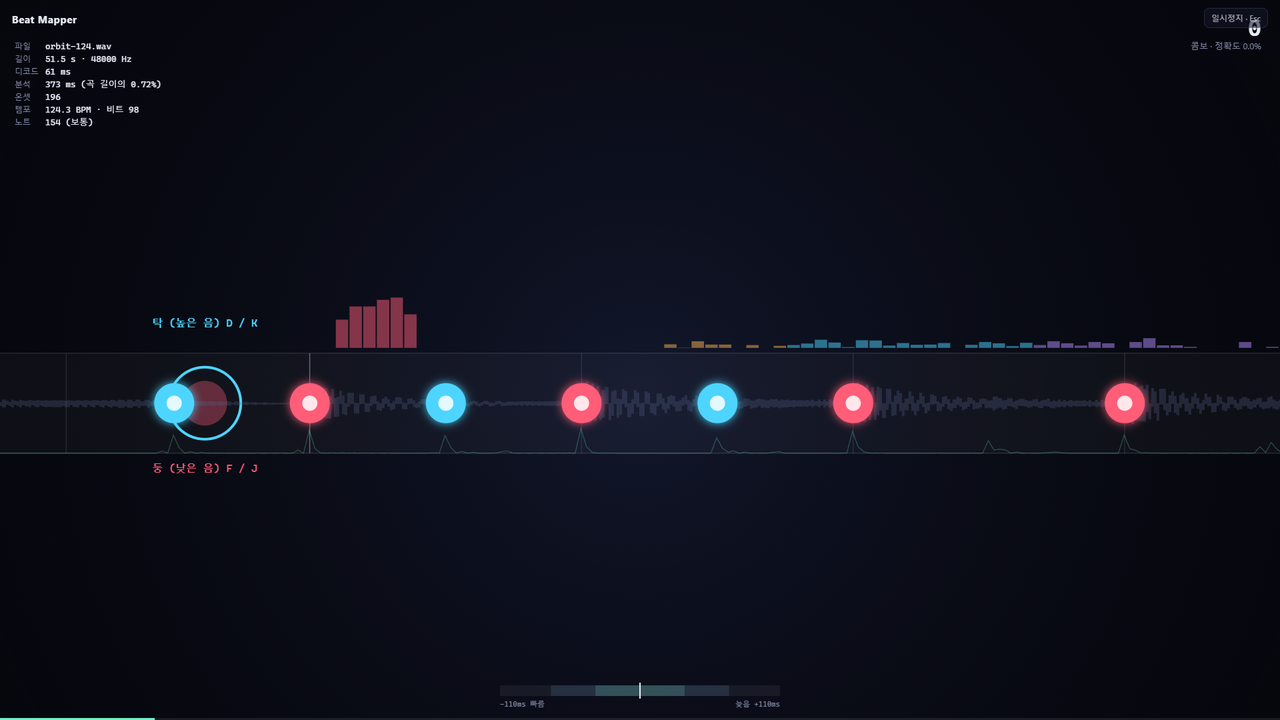 Beat Mapper
일시정지 · Esc
0
콤보 · 정확도 0.0%
파일 orbit-124.wav
길이 51.5 s · 48000 Hz
디코드 61 ms
분석 373 ms (곡 길이의 0.72%)
온셋 196
템포 124.3 BPM · 비트 98
노트 154 (보통)
탁 (높은 음) D / K
둥 (낮은 음) F / J
-110ms 빠름
늦음 +110ms